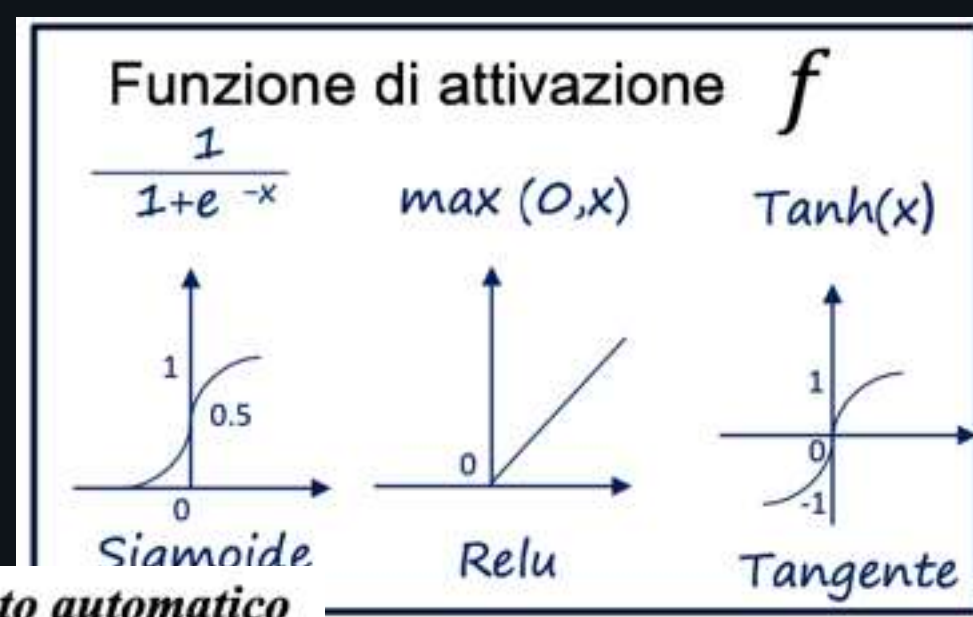 Funzione di attivazione f
1
1+e -x
max (0,x)
Tanh(x)
1
0.5
0
0
1
0
-1
Sigmoide
Relu
Tangente
to automatico